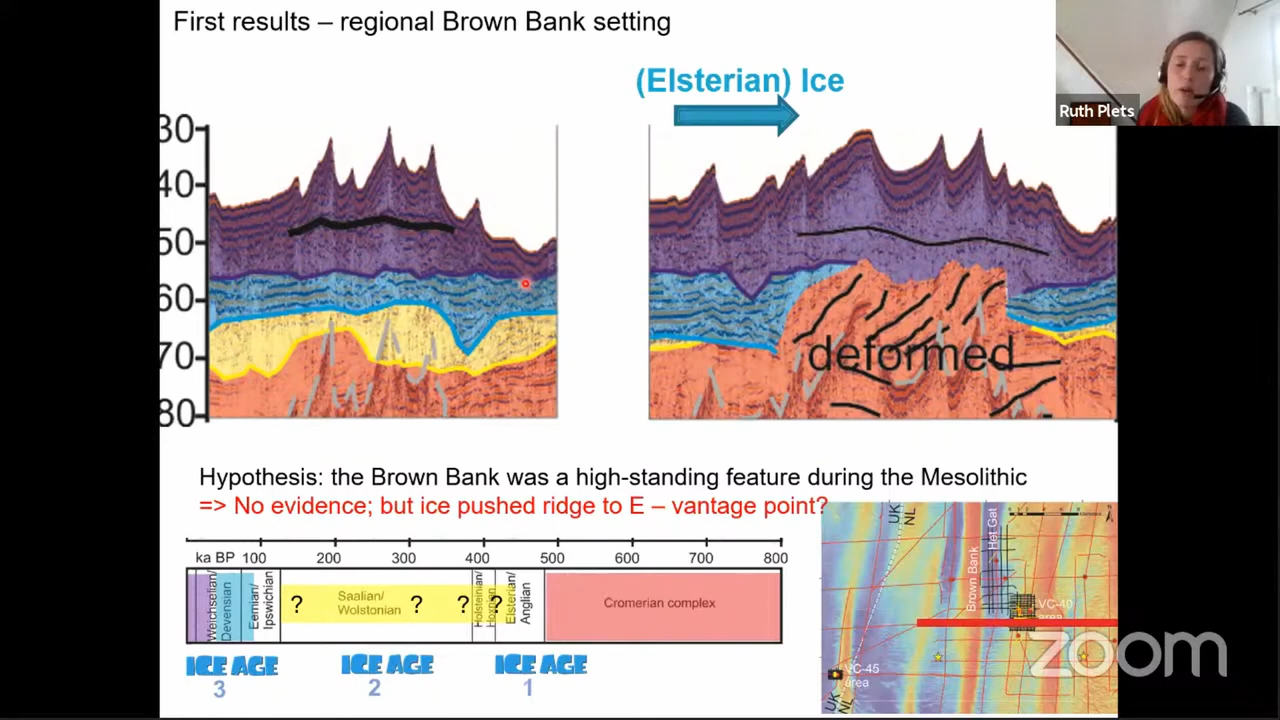 First results – regional Brown Bank setting
Ruth Plets
(Elsterian) Ice
30
40
50
60
70
80
deformed
Hypothesis: the Brown Bank was a high-standing feature during the Mesolithic
=> No evidence; but ice pushed ridge to E – vantage point?
ka BP 100 200 300 400 500 600 700 800
Weichselian/
Devensian
Eemian/
Ipswichian
?
Saalian/
Wolstonian
?
?
Holsteinian/
?
Elsterian/
Anglian
Cromerian complex
ICE AGE
3
ICE AGE
2
ICE AGE
1
UK
NL
Brown Bank
Het Gat
VC-40
area
VC-45
area
UK
NL
zoom